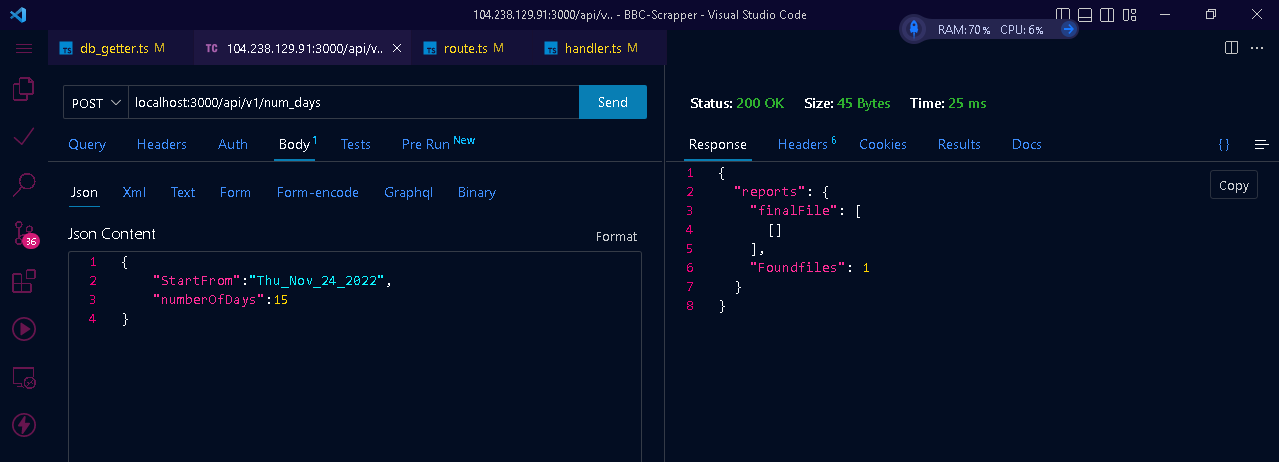 104.238.129.91:3000/api/v.. - BBC-Scrapper - Visual Studio Code
RAM: 70% CPU: 6%
TS db_getter.ts M
TC 104.238.129.91:3000/api/v..
TS route.ts M
TS handler.ts M
POST localhost:3000/api/v1/num_days Send
Query Headers Auth Body 1 Tests Pre Run New
Json Xml Text Form Form-encode Graphql Binary
Json Content Format
1 {
2 "StartFrom":"Thu_Nov_24_2022",
3 "numberOfDays":15
4 }
36
Status: 200 OK Size: 45 Bytes Time: 25 ms
Response Headers 6 Cookies Results Docs {}
Copy
1 {
2 "reports": {
3 "finalFile": [
4 []
5 ],
6 "Foundfiles": 1
7 }
8 }